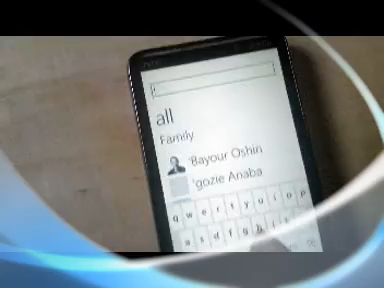 all
Family
'Bayour Oshin
'gozie Anaba
q w e r t y u i o p
a s d f g h